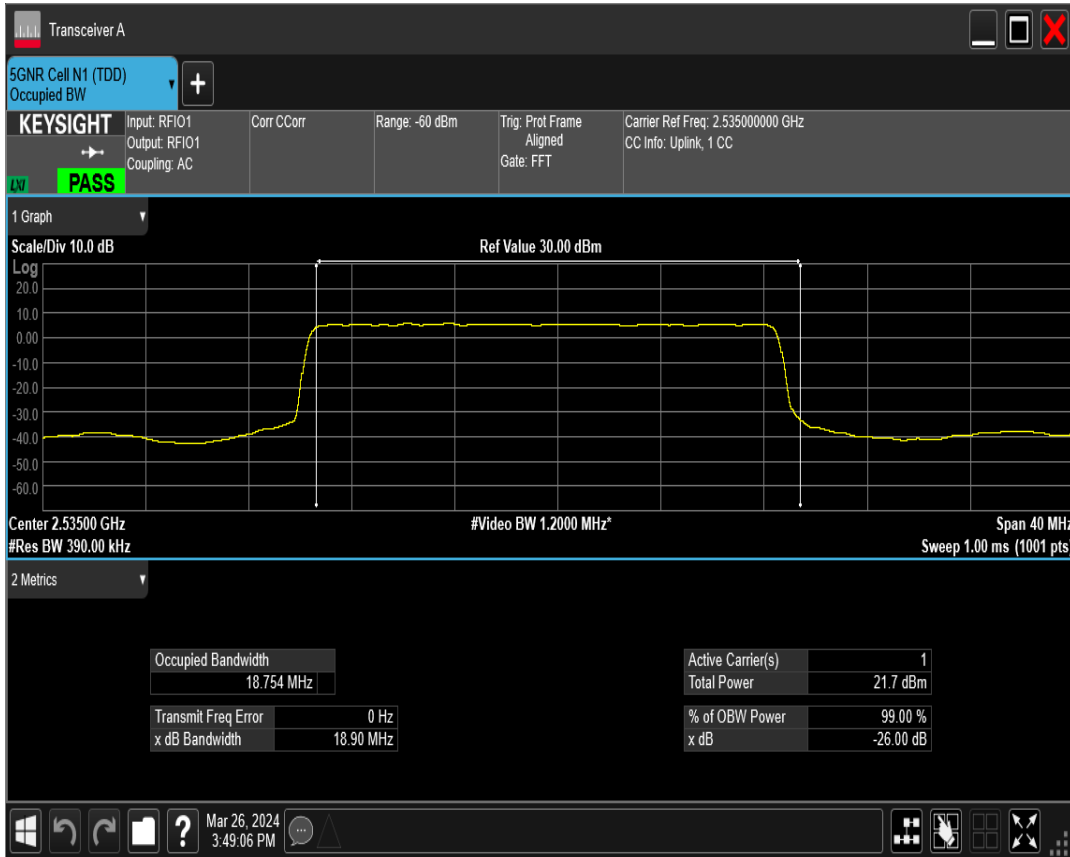 Transceiver A
5GNR Cell N1 (TDD)
Occupied BW
+
KEYSIGHT
LXI
PASS
Input: RFIO1
Output: RFIO1
Coupling: AC
Corr CCorr
Range: -60 dBm
Trig: Prot Frame
Aligned
Gate: FFT
Carrier Ref Freq: 2.535000000 GHz
CC Info: Uplink, 1 CC
1 Graph
Scale/Div 10.0 dB
Ref Value 30.00 dBm
Log
20.0
10.0
0.00
-10.0
-20.0
-30.0
-40.0
-50.0
-60.0
Center 2.53500 GHz
#Video BW 1.2000 MHz*
Span 40 MHz
#Res BW 390.00 kHz
Sweep 1.00 ms (1001 pts)
2 Metrics
Occupied Bandwidth
18.754 MHz
Transmit Freq Error 0 Hz
x dB Bandwidth 18.90 MHz
Active Carrier(s) 1
Total Power 21.7 dBm
% of OBW Power 99.00 %
x dB -26.00 dB
?
Mar 26, 2024
3:49:06 PM